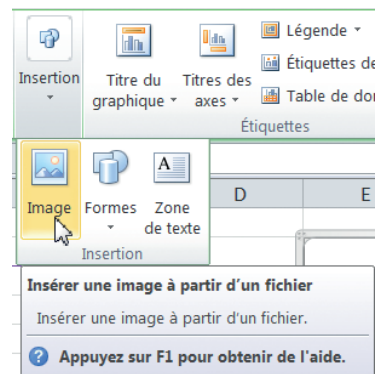 Insertion
Titre du graphique
Titres des axes
Légende
Étiquettes de
Table de do
Étiquettes
Image
Formes
Zone de texte
Insertion
D
E
Insérer une image à partir d'un fichier
Insérer une image à partir d'un fichier.
Appuyez sur F1 pour obtenir de l'aide.